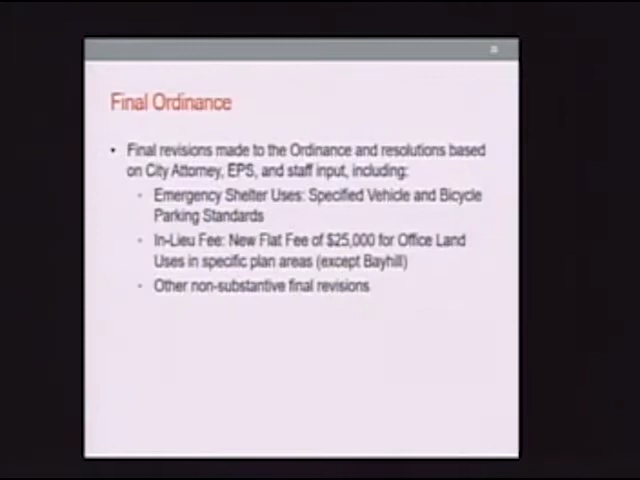 Final Ordinance
• Final revisions made to the Ordinance and resolutions based
on City Attorney, EPS, and staff input, including:
• Emergency Shelter Uses: Specified Vehicle and Bicycle
Parking Standards
• In-Lieu Fee: New Flat Fee of $25,000 for Office Land
Uses in specific plan areas (except Bayhill)
• Other non-substantive final revisions